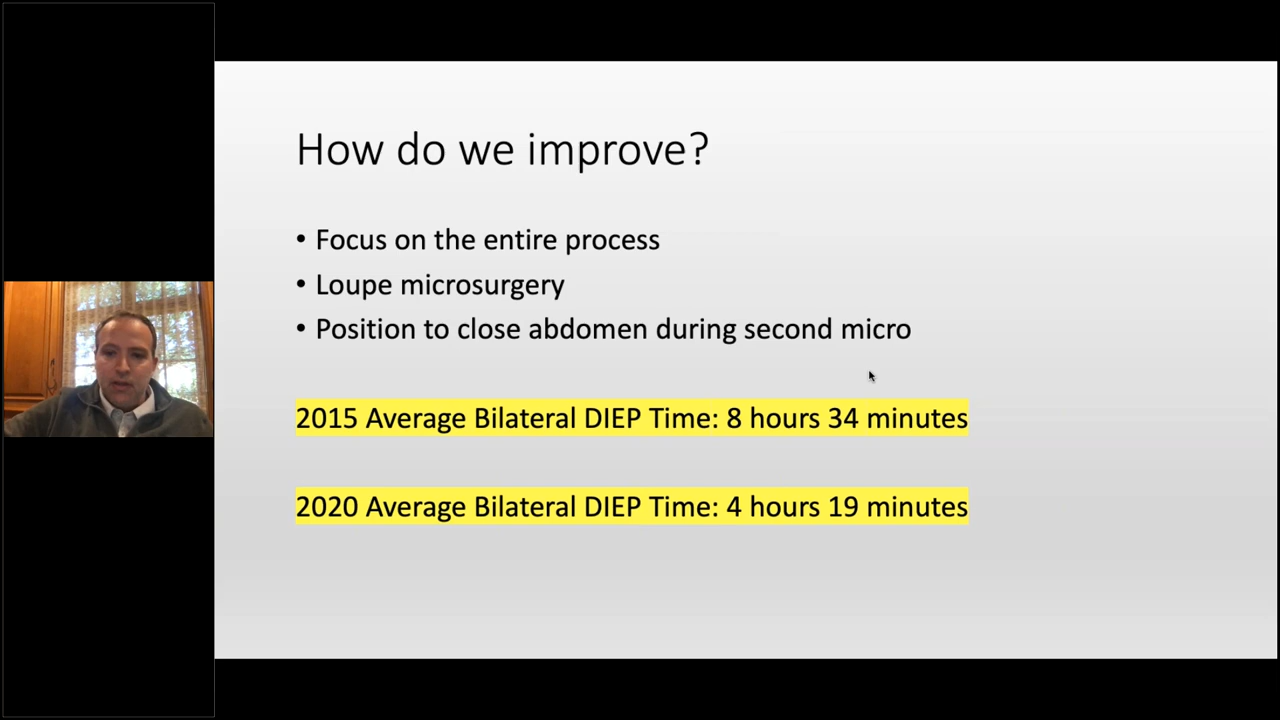 How do we improve?
• Focus on the entire process
• Loupe microsurgery
• Position to close abdomen during second micro
2015 Average Bilateral DIEP Time: 8 hours 34 minutes
2020 Average Bilateral DIEP Time: 4 hours 19 minutes